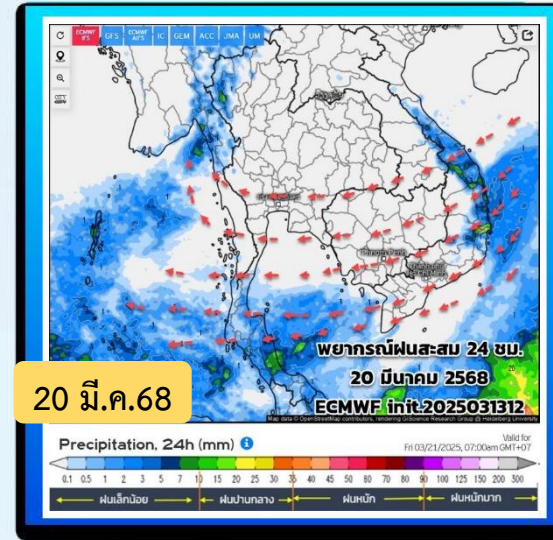 ECMWF IFS GFS ECMWF AIFS IC GEM ACC JMA UM
Phnom Penh
พยากรณ์ฝนสะสม 24 ชม.
20 มีนาคม 2568
ECMWF init.2025031312
20 มี.ค.68
Map data © OpenStreetMap contributors, rendering GIScience Research Group @ Heidelberg University
Precipitation, 24h (mm)
Valid for
Fri 03/21/2025, 07:00am GMT+07
0.1 0.5 1 2 3 5 7 10 15 20 25 30 35 40 45 50 60 70 80 90 100 125 150 200 300
ฝนเล็กน้อย ฝนปานกลาง ฝนหนัก ฝนหนักมาก